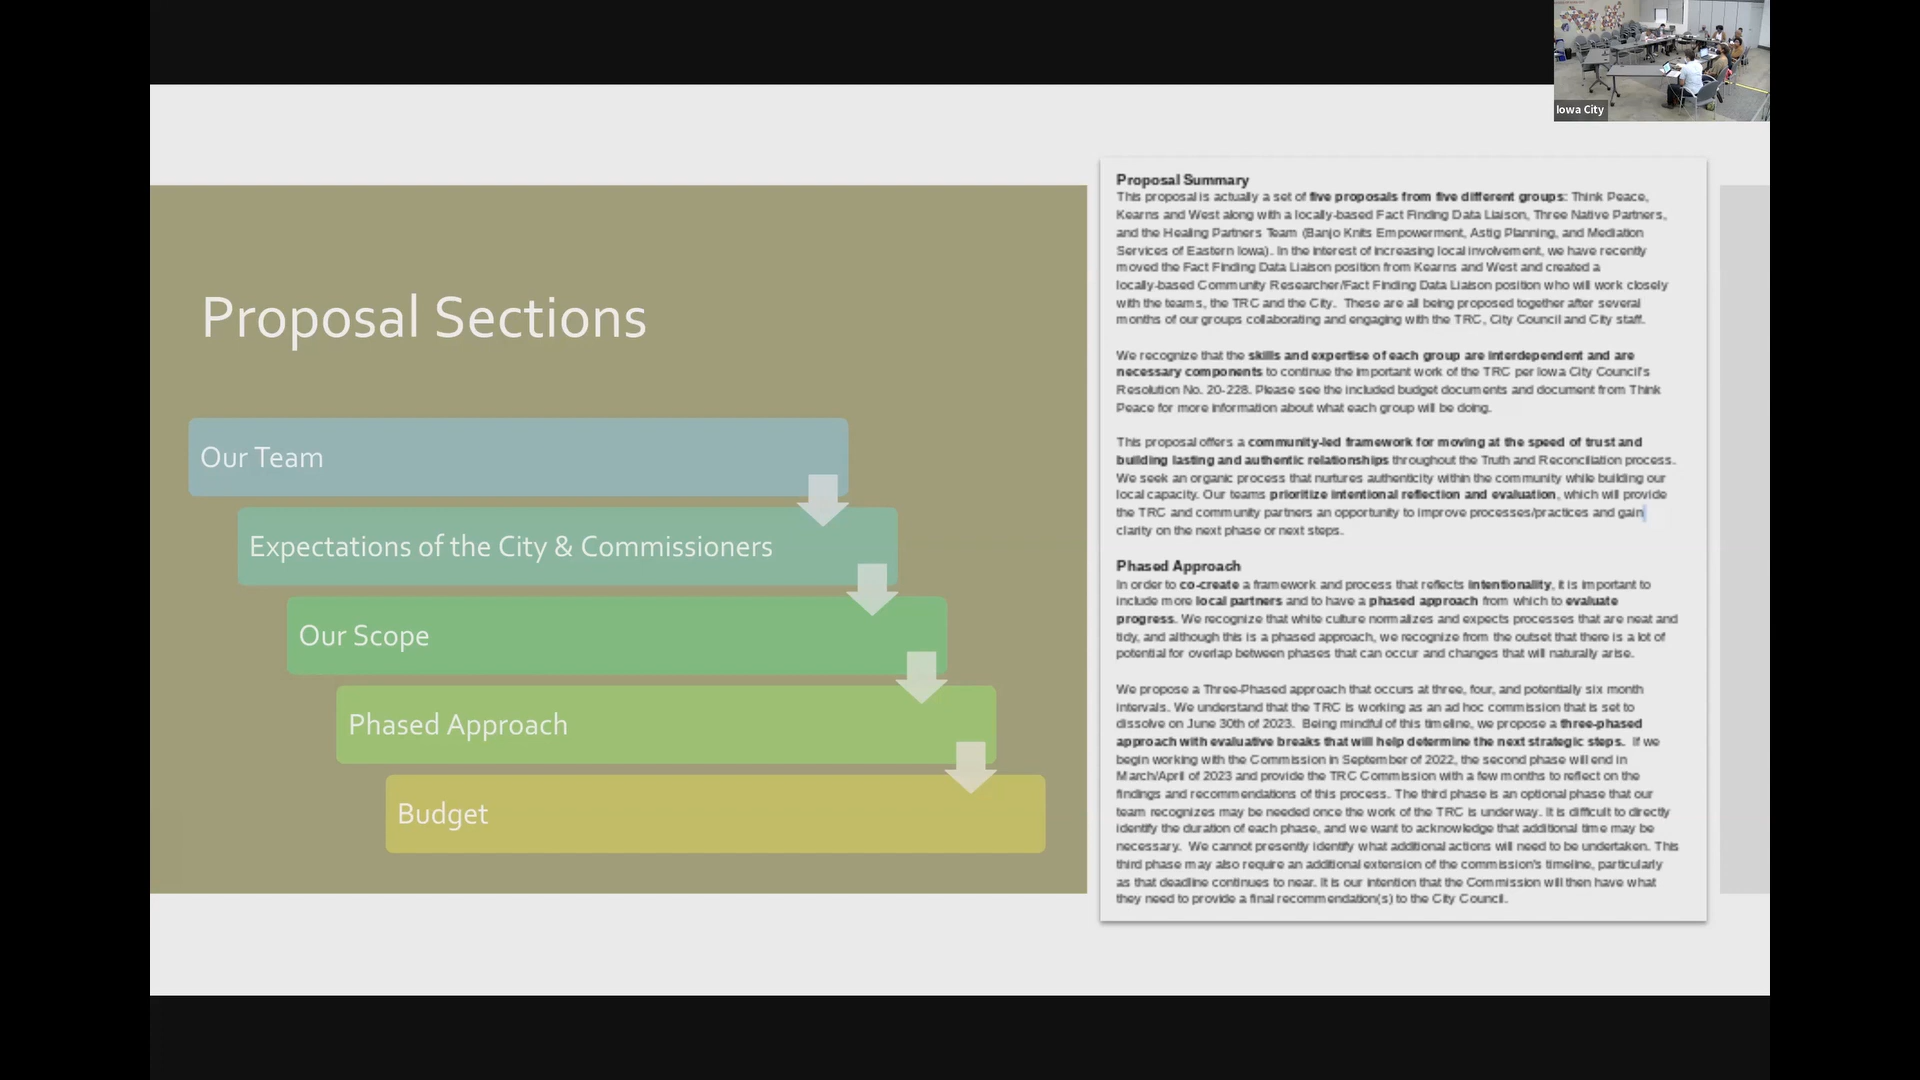 Iowa City
Proposal Sections
Our Team
Expectations of the City & Commissioners
Our Scope
Phased Approach
Budget
Proposal Summary
This proposal is actually a set of five proposals from five different groups: Think Peace,
Kearns and West along with a locally-based Fact Finding Data Liaison, Three Native Partners,
and the Healing Partners Team (Banjo Knits Empowerment, Astig Planning, and Mediation
Services of Eastern Iowa). In the interest of increasing local involvement, we have recently
moved the Fact Finding Data Liaison position from Kearns and West and created a
locally-based Community Researcher/Fact Finding Data Liaison position who will work closely
with the teams, the TRC and the City. These are all being proposed together after several
months of our groups collaborating and engaging with the TRC, City Council and City staff.
We recognize that the skills and expertise of each group are interdependent and are
necessary components to continue the important work of the TRC per Iowa City Council's
Resolution No. 20-228. Please see the included budget documents and document from Think
Peace for more information about what each group will be doing.
This proposal offers a community-led framework for moving at the speed of trust and
building lasting and authentic relationships throughout the Truth and Reconciliation process.
We seek an organic process that nurtures authenticity within the community while building our
local capacity. Our teams prioritize intentional reflection and evaluation, which will provide
the TRC and community partners an opportunity to improve processes/practices and gain
clarity on the next phase or next steps.
Phased Approach
In order to co-create a framework and process that reflects intentionality, it is important to
include more local partners and to have a phased approach from which to evaluate
progress. We recognize that white culture normalizes and expects processes that are neat and
tidy, and although this is a phased approach, we recognize from the outset that there is a lot of
potential for overlap between phases that can occur and changes that will naturally arise.
We propose a Three-Phased approach that occurs at three, four, and potentially six month
intervals. We understand that the TRC is working as an ad hoc commission that is set to
dissolve on June 30th of 2023. Being mindful of this timeline, we propose a three-phased
approach with evaluative breaks that will help determine the next strategic steps. If we
begin working with the Commission in September of 2022, the second phase will end in
March/April of 2023 and provide the TRC Commission with a few months to reflect on the
findings and recommendations of this process. The third phase is an optional phase that our
team recognizes may be needed once the work of the TRC is underway. It is difficult to directly
identify the duration of each phase, and we want to acknowledge that additional time may be
necessary. We cannot presently identify what additional actions will need to be undertaken. This
third phase may also require an additional extension of the commission's timeline, particularly
as that deadline continues to near. It is our intention that the Commission will then have what
they need to provide a final recommendation(s) to the City Council.